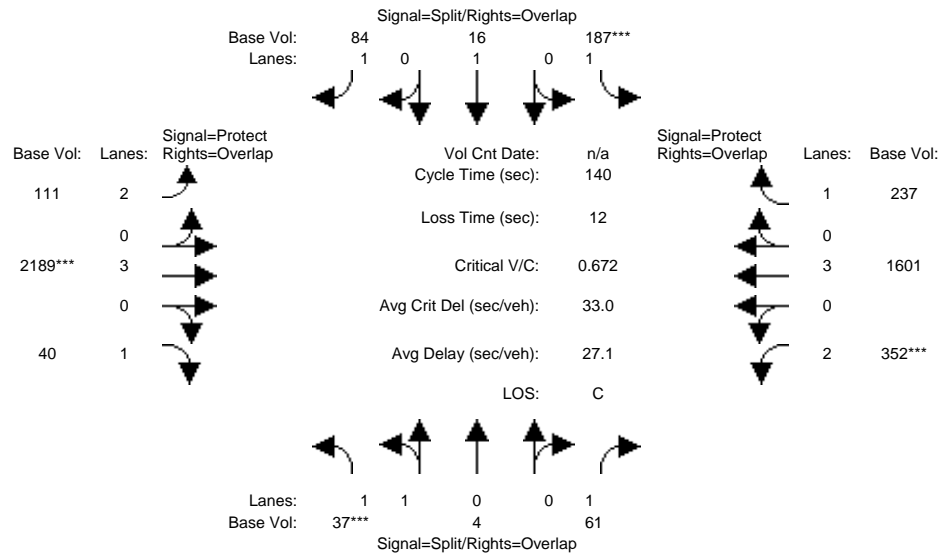 Signal=Split/Rights=Overlap
Base Vol: 84 16 187***
Lanes: 1 0 1 0 1
Signal=Protect
Base Vol: Lanes: Rights=Overlap
Vol Cnt Date: n/a
Signal=Protect
Rights=Overlap Lanes: Base Vol:
Cycle Time (sec): 140
111 2
1 237
Loss Time (sec): 12
0
0
2189*** 3
Critical V/C: 0.672
3 1601
0
Avg Crit Del (sec/veh): 33.0
0
40 1
Avg Delay (sec/veh): 27.1
2 352***
LOS: C
Lanes: 1 1 0 0 1
Base Vol: 37*** 4 61
Signal=Split/Rights=Overlap